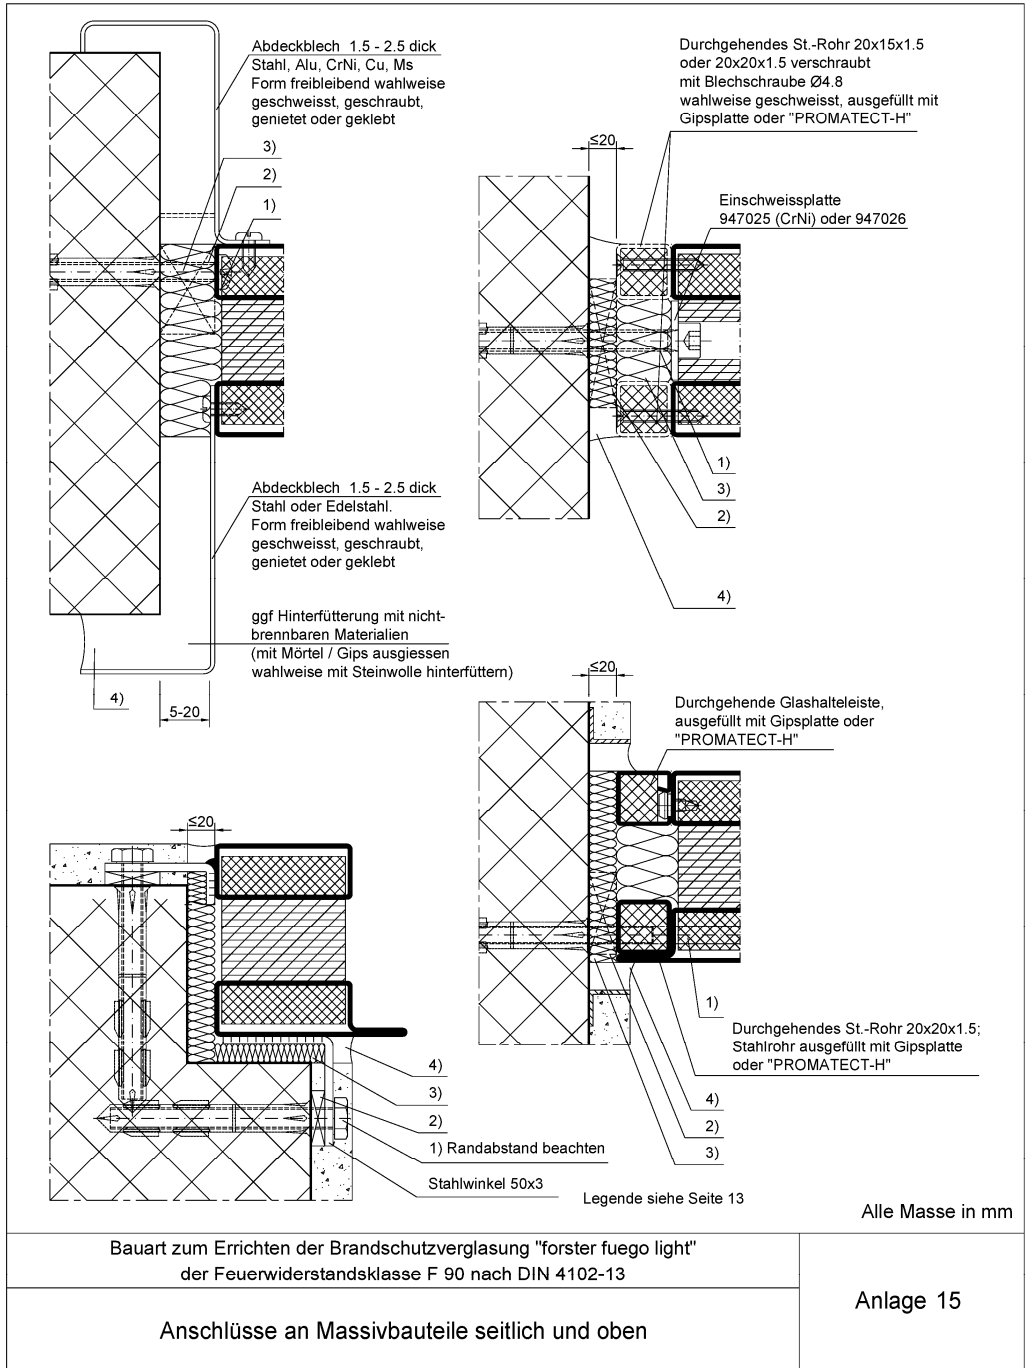 Abdeckblech 1.5 - 2.5 dick
Stahl, Alu, CrNi, Cu, Ms
Form freibleibend wahlweise
geschweisst, geschraubt,
genietet oder geklebt
3)
2)
1)
Abdeckblech 1.5 - 2.5 dick
Stahl oder Edelstahl.
Form freibleibend wahlweise
geschweisst, geschraubt,
genietet oder geklebt
ggf Hinterfütterung mit nicht-
brennbaren Materialien
(mit Mörtel / Gips ausgiessen
wahlweise mit Steinwolle hinterfüttern)
4)
5-20
Durchgehendes St.-Rohr 20x15x1.5
oder 20x20x1.5 verschraubt
mit Blechschraube Ø4.8
wahlweise geschweisst, ausgefüllt mit
Gipsplatte oder "PROMATECT-H"
≤20
Einschweissplatte
947025 (CrNi) oder 947026
1)
3)
2)
4)
≤20
Durchgehende Glashalteleiste,
ausgefüllt mit Gipsplatte oder
"PROMATECT-H"
1)
Durchgehendes St.-Rohr 20x20x1.5;
Stahlrohr ausgefüllt mit Gipsplatte
oder "PROMATECT-H"
4)
2)
3)
≤20
4)
3)
2)
1) Randabstand beachten
Stahlwinkel 50x3
Legende siehe Seite 13
Alle Masse in mm
Bauart zum Errichten der Brandschutzverglasung "forster fuego light"
der Feuerwiderstandsklasse F 90 nach DIN 4102-13
Anschlüsse an Massivbauteile seitlich und oben
Anlage 15